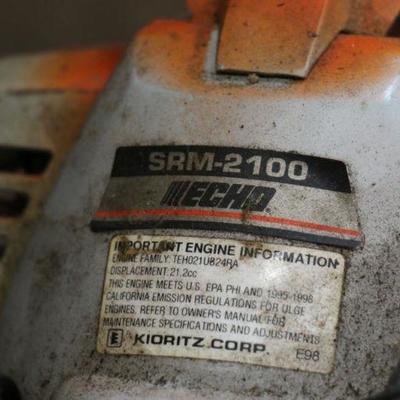 SRM-2100
ECHO
IMPORTANT ENGINE INFORMATION
ENGINE FAMILY: TEH021U824RA
DISPLACEMENT: 21.2cc
THIS ENGINE MEETS U.S. EPA PHI AND 1995-1998
CALIFORNIA EMISSION REGULATIONS FOR ULGE
ENGINES. REFER TO OWNER'S MANUAL FOR
MAINTENANCE SPECIFICATIONS AND ADJUSTMENTS
KIORITZ CORP.
E98